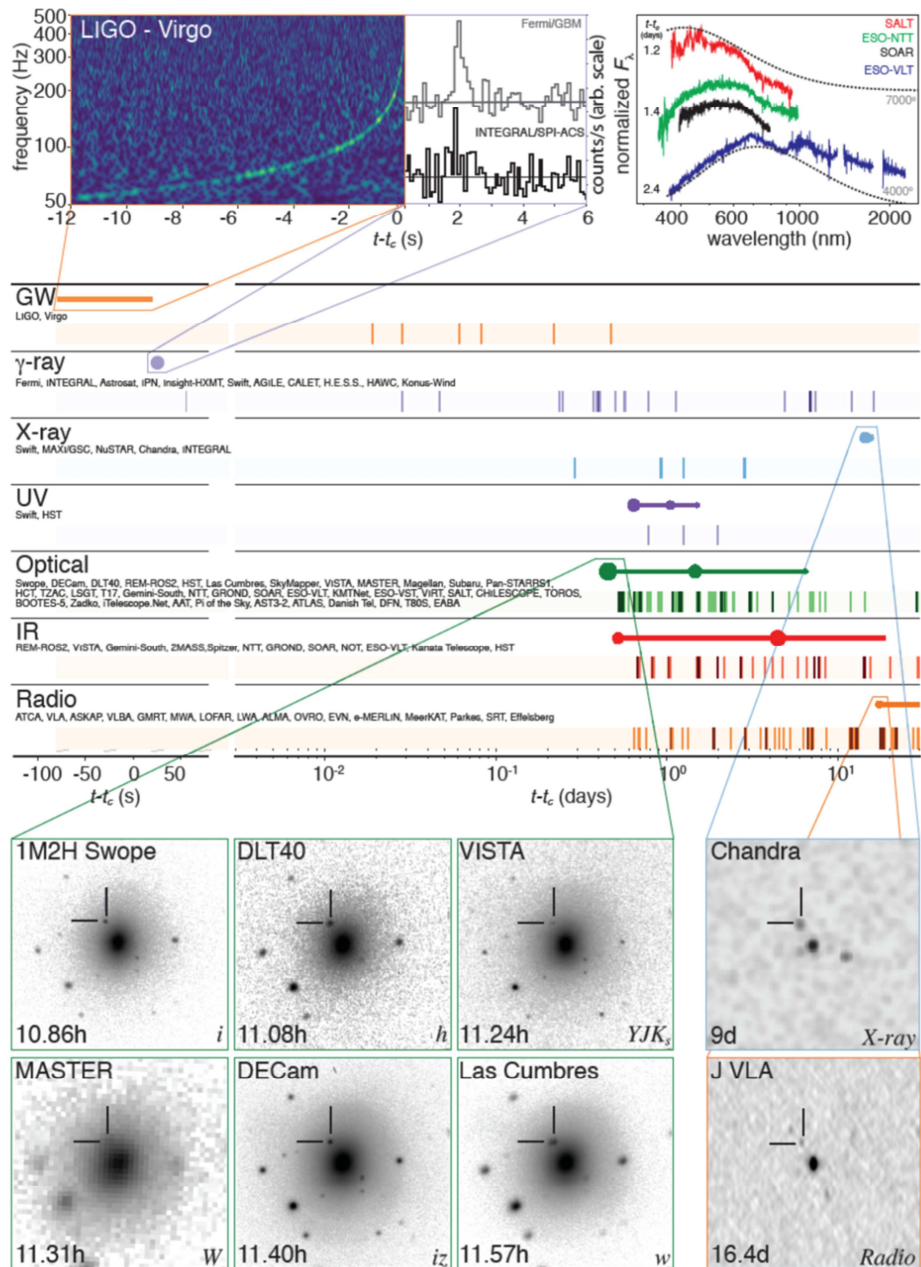 LIGO - Virgo
frequency (Hz)
500
400
300
200
100
50
-12 -10 -8 -6 -4 -2 0 2 4 6
t-tc (s)
Fermi/GBM
INTEGRAL/SPI-ACS
counts/s (arb. scale)
normalized Fλ
t-tc
(days)
1.2
1.4
2.4
SALT
ESO-NTT
SOAR
ESO-VLT
7000°
4000°
400 600 1000 2000
wavelength (nm)
GW
LIGO, Virgo
γ-ray
Fermi, INTEGRAL, Astrosat, IPN, Insight-HXMT, Swift, AGILE, CALET, H.E.S.S., HAWC, Konus-Wind
X-ray
Swift, MAXI/GSC, NuSTAR, Chandra, INTEGRAL
UV
Swift, HST
Optical
Swope, DECam, DLT40, REM-ROS2, HST, Las Cumbres, SkyMapper, VISTA, MASTER, Magellan, Subaru, Pan-STARRS1,
HCT, TZAC, LSGT, T17, Gemini-South, NTT, GROND, SOAR, ESO-VLT, KMTNet, ESO-VST, VIRT, SALT, CHILESCOPE, TOROS,
BOOTES-5, Zadko, iTelescope.Net, AAT, Pi of the Sky, AST3-2, ATLAS, Danish Tel, DFN, T80S, EABA
IR
REM-ROS2, VISTA, Gemini-South, 2MASS,Spitzer, NTT, GROND, SOAR, NOT, ESO-VLT, Kanata Telescope, HST
Radio
ATCA, VLA, ASKAP, VLBA, GMRT, MWA, LOFAR, LWA, ALMA, OVRO, EVN, e-MERLIN, MeerKAT, Parkes, SRT, Effelsberg
-100 -50 0 50 10⁻² 10⁻¹ 10⁰ 10¹
t-tc (s) t-tc (days)
1M2H Swope
10.86h i
DLT40
11.08h h
VISTA
11.24h YJKs
Chandra
9d X-ray
MASTER
11.31h W
DECam
11.40h iz
Las Cumbres
11.57h w
J VLA
16.4d Radio